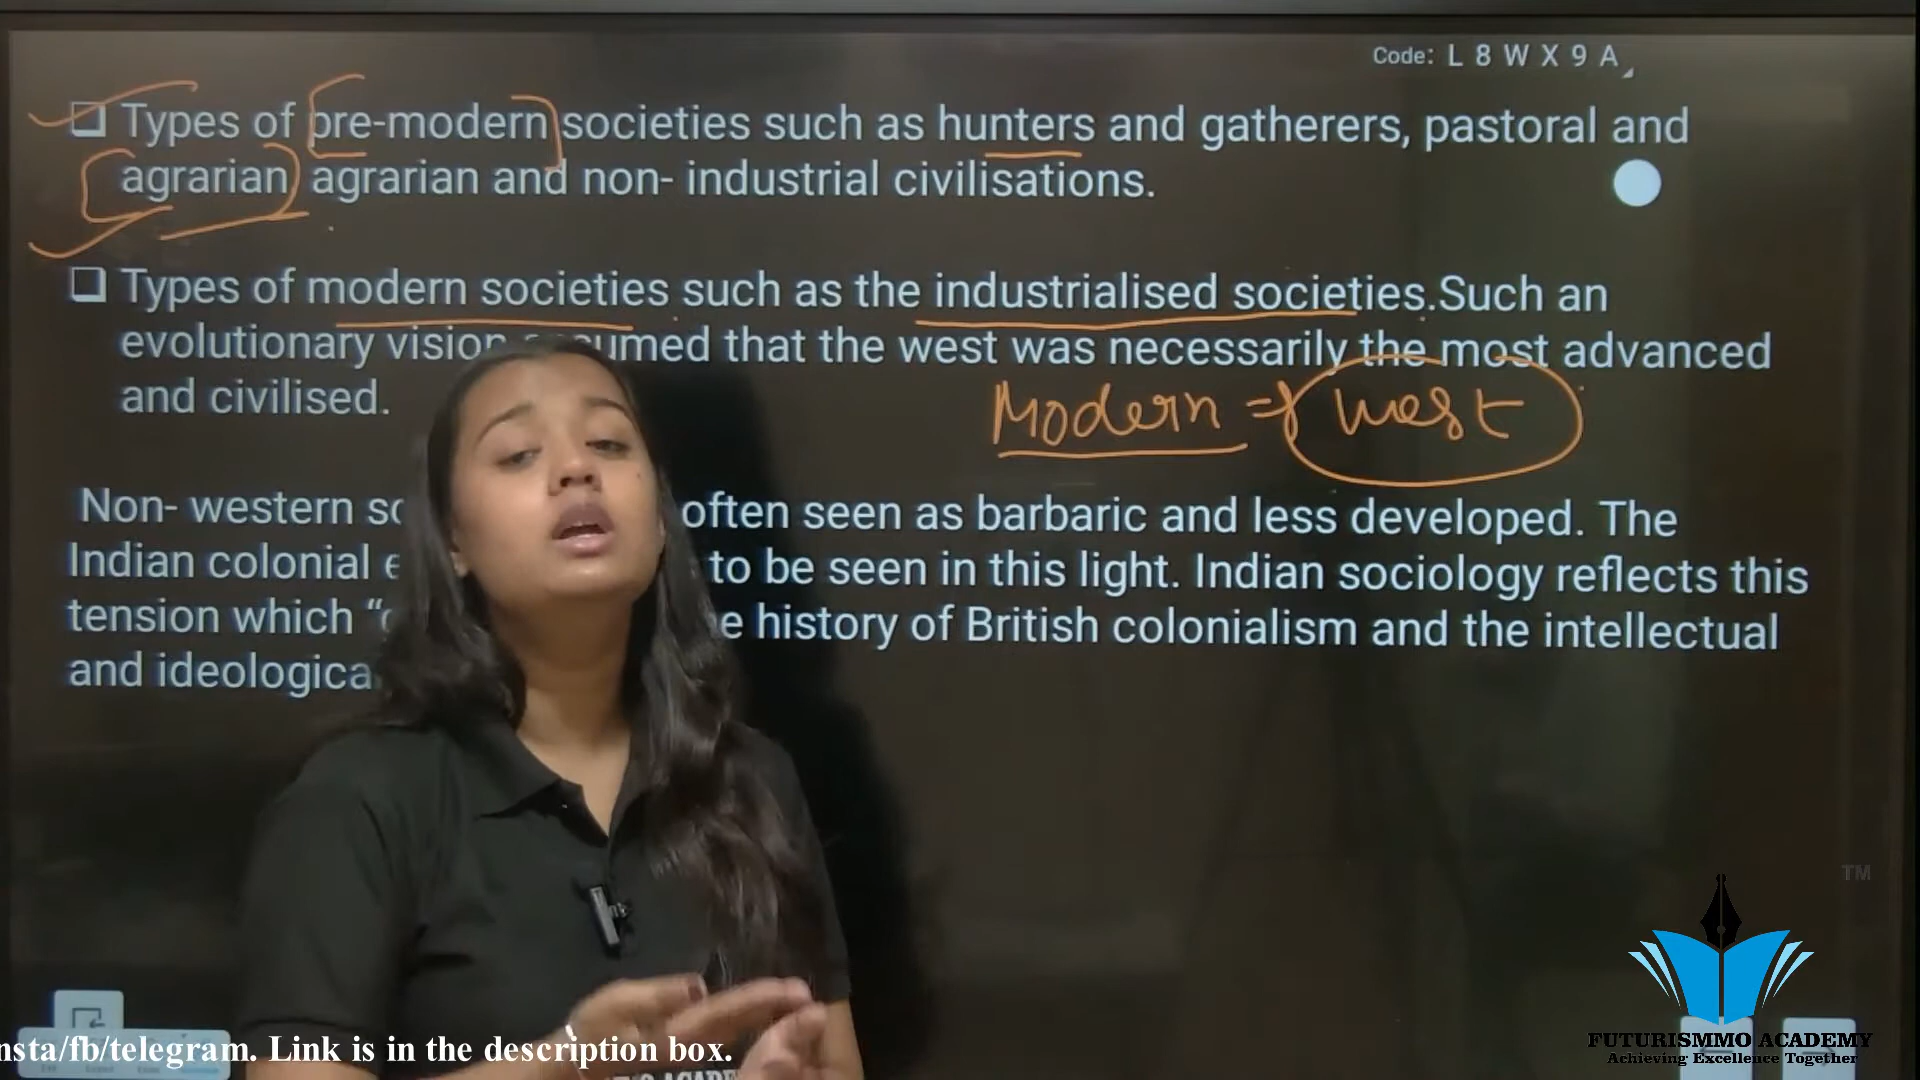 Code: L 8 W X 9 A
Types of pre-modern societies such as hunters and gatherers, pastoral and
agrarian agrarian and non- industrial civilisations.
Types of modern societies such as the industrialised societies.Such an
evolutionary vision assumed that the west was necessarily the most advanced
and civilised.
Modern => West
Non- western often seen as barbaric and less developed. The
Indian colonial to be seen in this light. Indian sociology reflects this
tension which history of British colonialism and the intellectual
and
TM
FUTURISMMO ACADEMY
Achieving Excellence Together
nsta/fb/telegram. Link is in the description box.